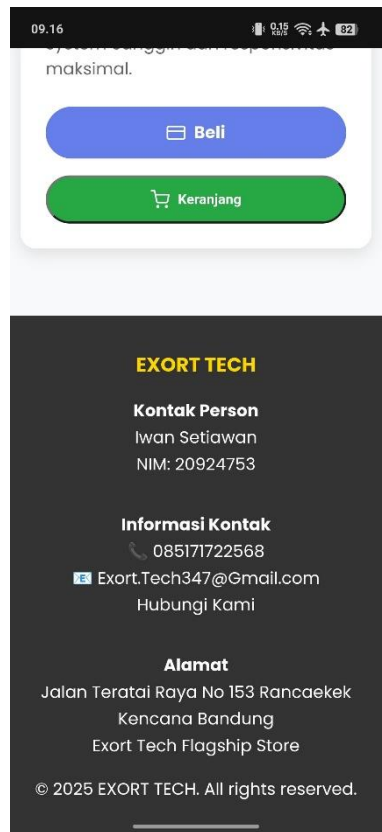 09.16
0.15
KB/S
82
maksimal.
Beli
Keranjang
EXORT TECH
Kontak Person
Iwan Setiawan
NIM: 20924753
Informasi Kontak
📞 085171722568
📧 Exort.Tech347@Gmail.com
Hubungi Kami
Alamat
Jalan Teratai Raya No 153 Rancaekek
Kencana Bandung
Exort Tech Flagship Store
© 2025 EXORT TECH. All rights reserved.